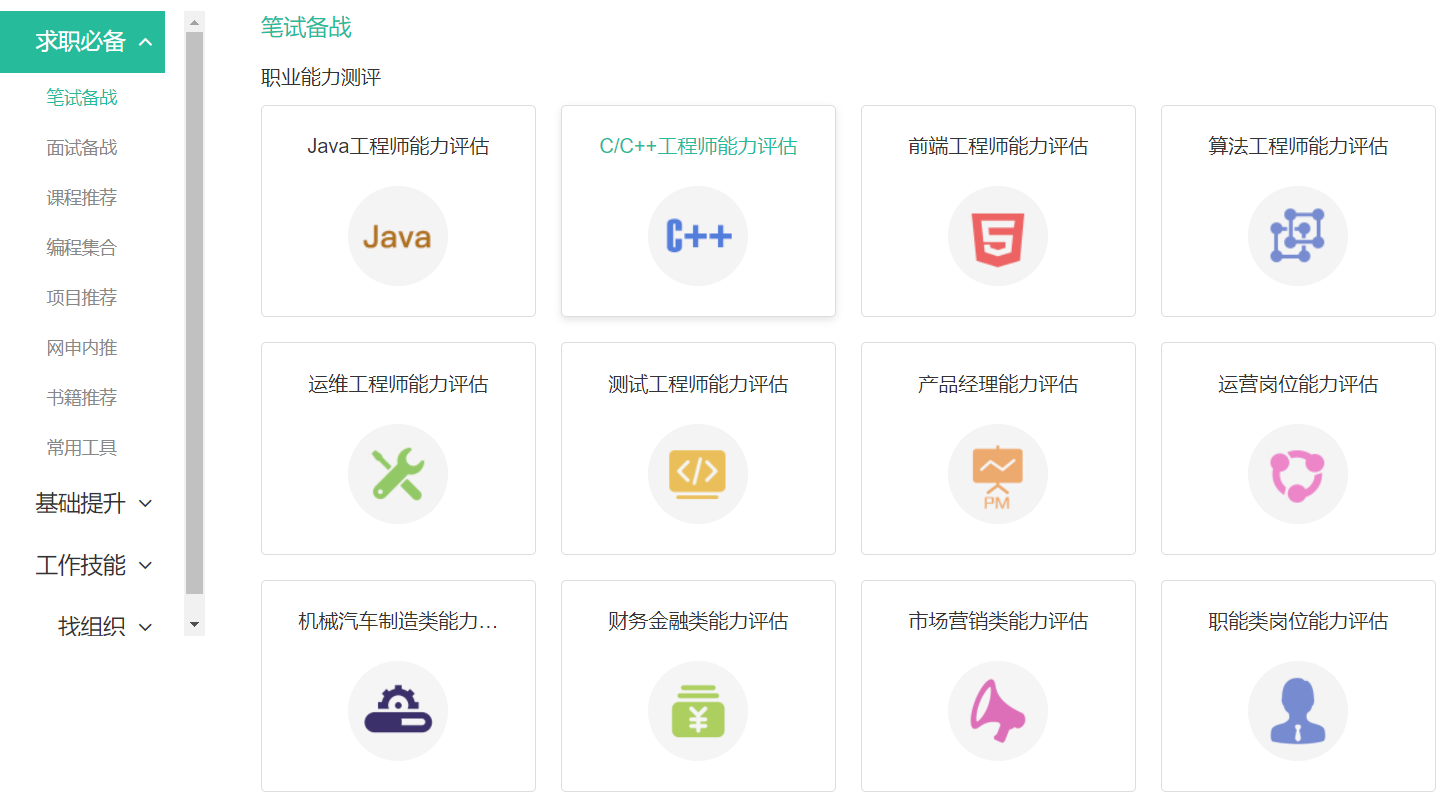 求职必备
笔试备战
面试备战
课程推荐
编程集合
项目推荐
网申内推
书籍推荐
常用工具
基础提升
工作技能
找组织
笔试备战
职业能力测评
Java工程师能力评估
C/C++工程师能力评估
前端工程师能力评估
算法工程师能力评估
Java
C++
5
运维工程师能力评估
测试工程师能力评估
产品经理能力评估
运营岗位能力评估
</>
PM
机械汽车制造类能力...
财务金融类能力评估
市场营销类能力评估
职能类岗位能力评估
¥